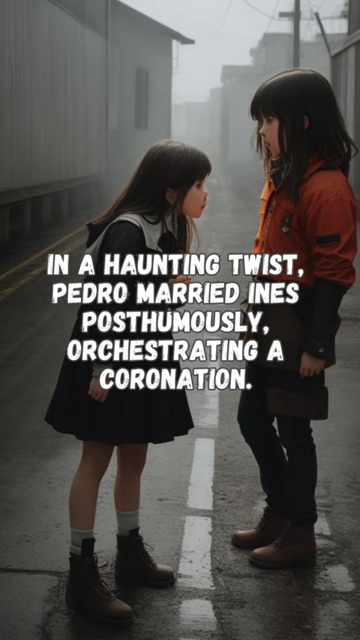 IN A HAUNTING TWIST,
PEDRO MARRIED INES
POSTHUMOUSLY,
ORCHESTRATING A
CORONATION.